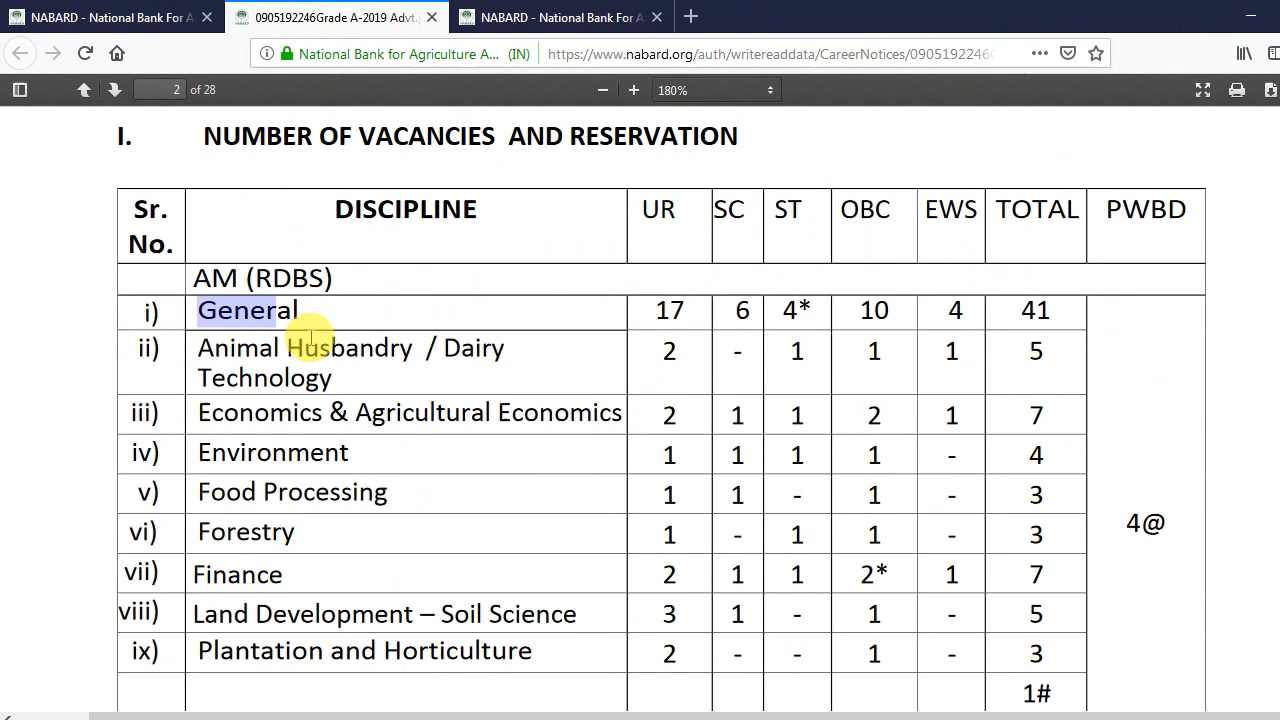 NABARD - National Bank For A
0905192246Grade A-2019 Advt.
NABARD - National Bank For A
National Bank for Agriculture A... (IN)
https://www.nabard.org/auth/writereaddata/CareerNotices/09051922460
2 of 28
180%
I. NUMBER OF VACANCIES AND RESERVATION
Sr. No. DISCIPLINE UR SC ST OBC EWS TOTAL PWBD
AM (RDBS)
i) General 17 6 4* 10 4 41
ii) Animal Husbandry / Dairy Technology 2 - 1 1 1 5
iii) Economics & Agricultural Economics 2 1 1 2 1 7
iv) Environment 1 1 1 1 - 4
v) Food Processing 1 1 - 1 - 3
4@
vi) Forestry 1 - 1 1 - 3
vii) Finance 2 1 1 2* 1 7
viii) Land Development – Soil Science 3 1 - 1 - 5
ix) Plantation and Horticulture 2 - - 1 - 3
1#